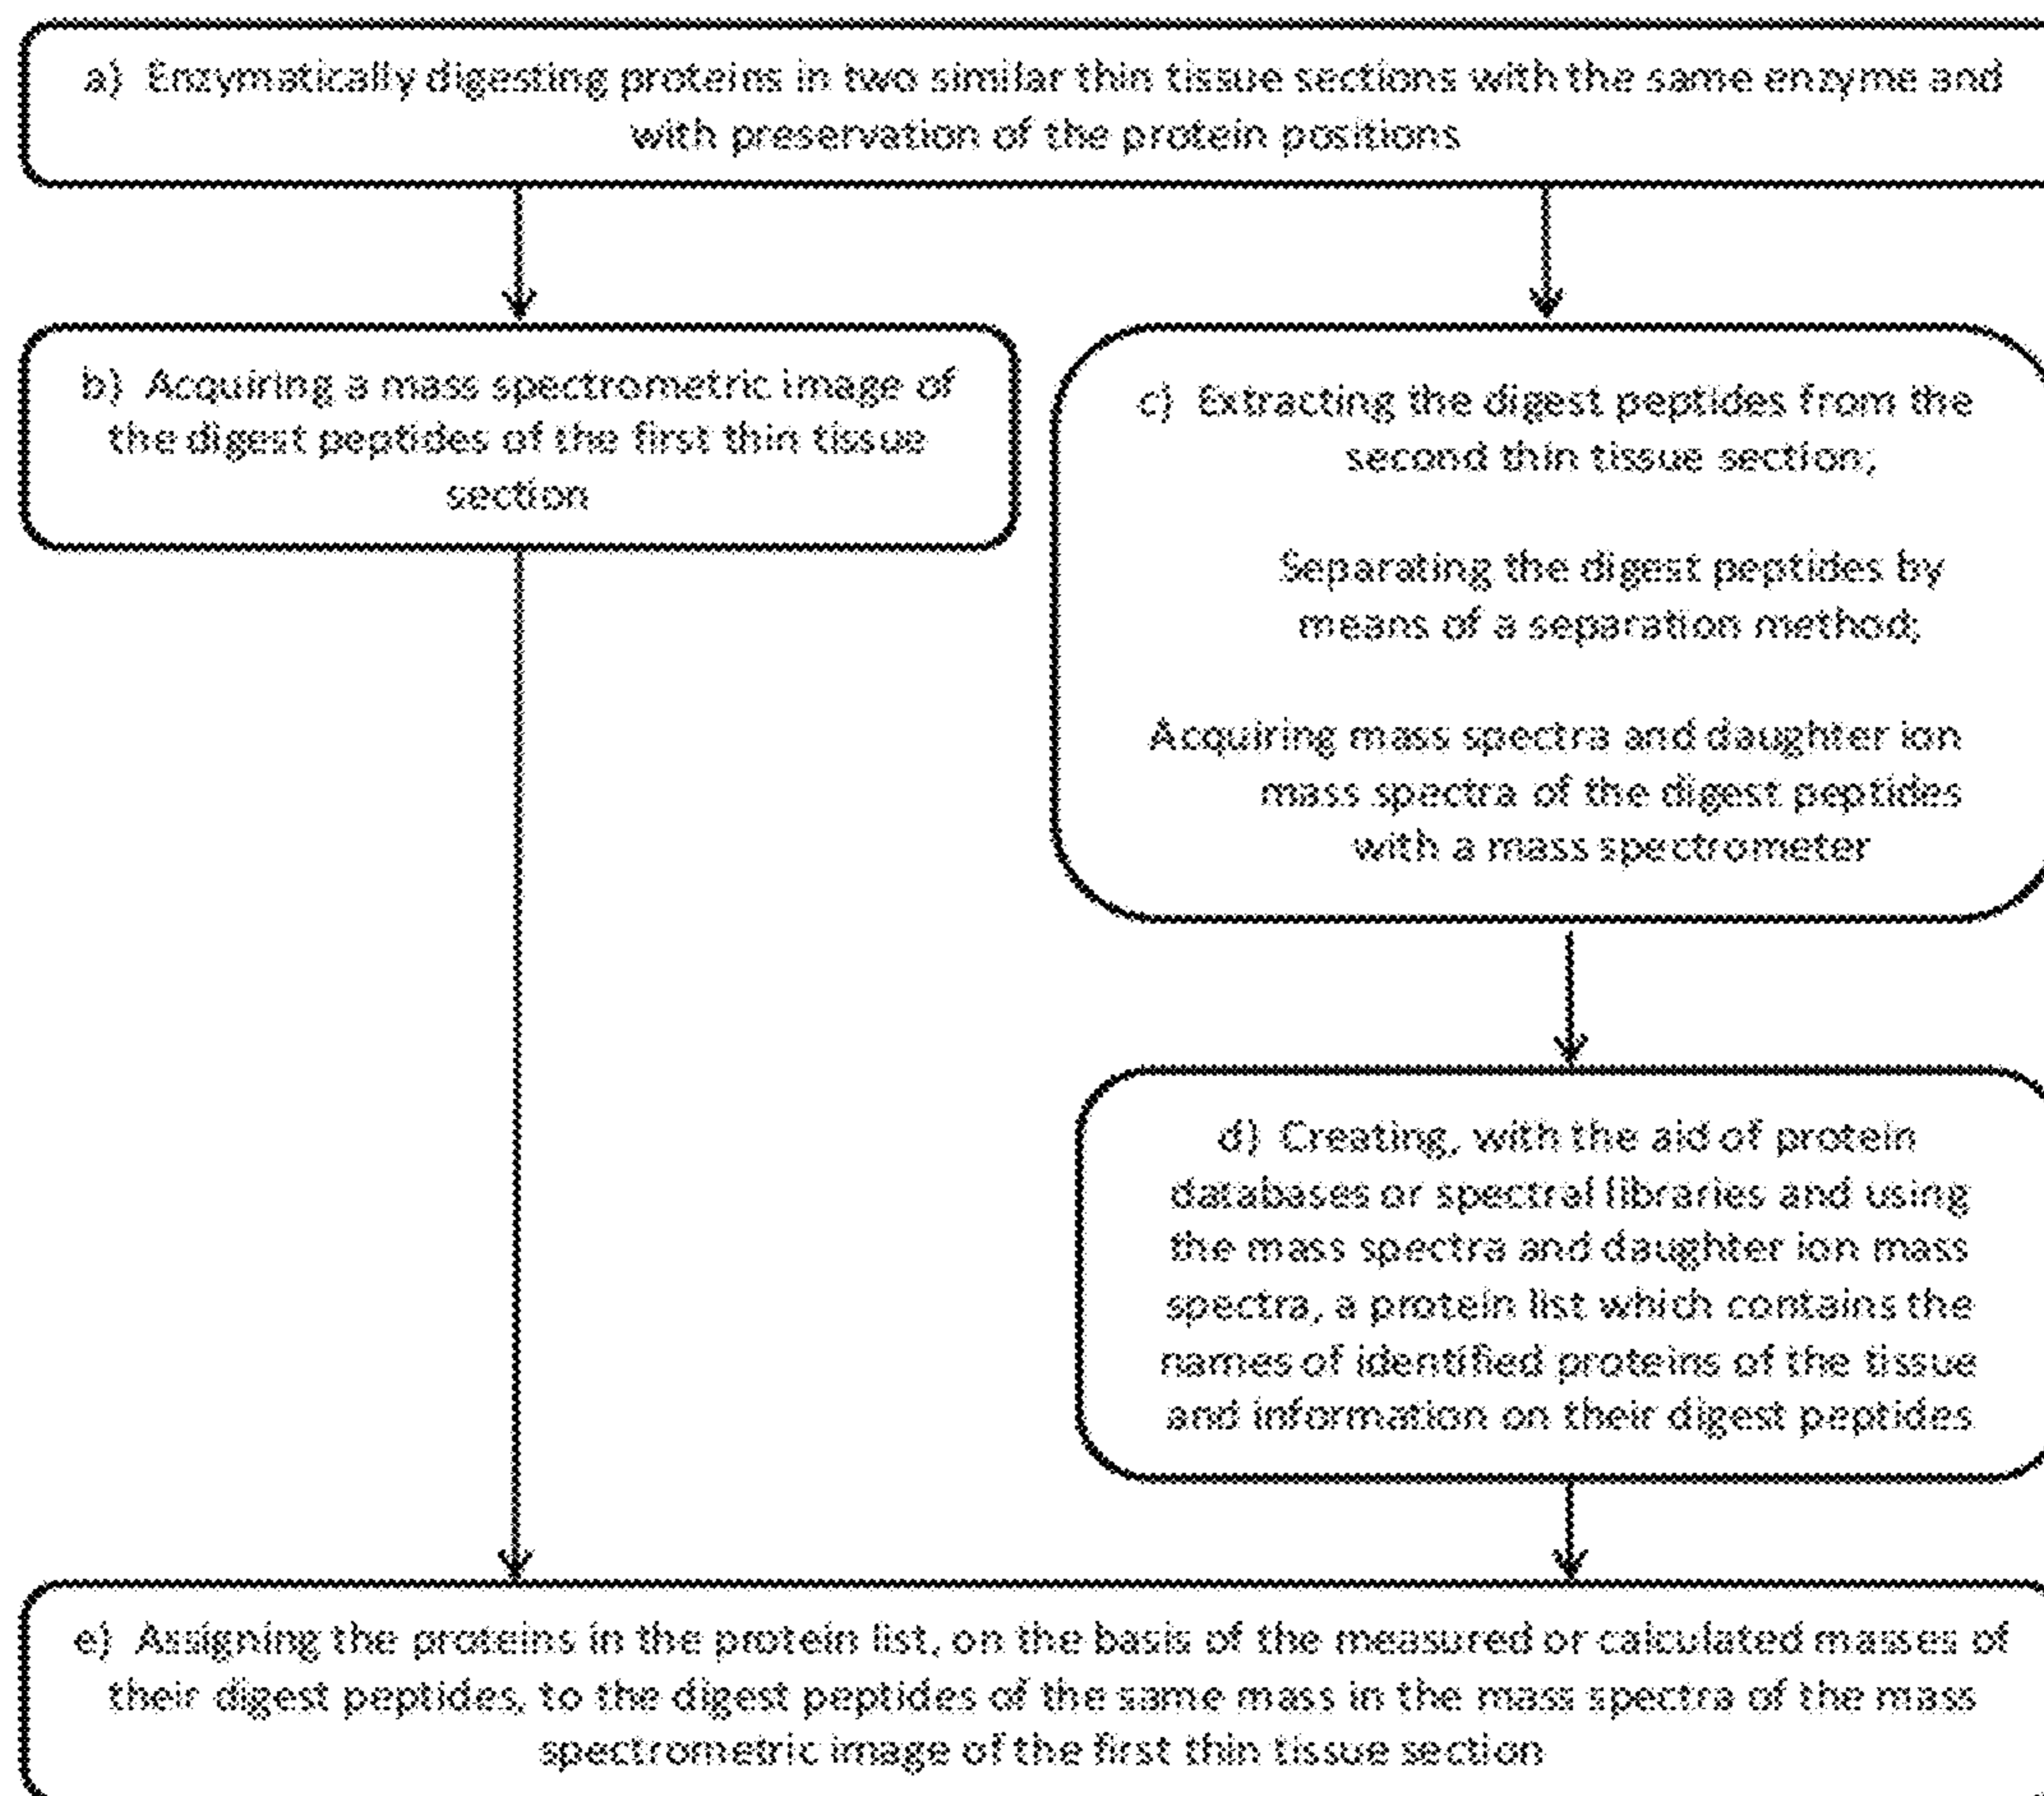 a) Enzymatically digesting proteins in two similar thin tissue sections with the same enzyme and
with preservation of the protein positions
b) Acquiring a mass spectrometric image of
the digest peptides of the first thin tissue
section
c) Extracting the digest peptides from the
second thin tissue section;
Separating the digest peptides by
means of a separation method;
Acquiring mass spectra and daughter ion
mass spectra of the digest peptides
with a mass spectrometer
d) Creating, with the aid of protein
databases or spectral libraries and using
the mass spectra and daughter ion mass
spectra, a protein list which contains the
names of identified proteins of the tissue
and information on their digest peptides
e) Assigning the proteins in the protein list, on the basis of the measured or calculated masses of
their digest peptides, to the digest peptides of the same mass in the mass spectra of the mass
spectrometric image of the first thin tissue section